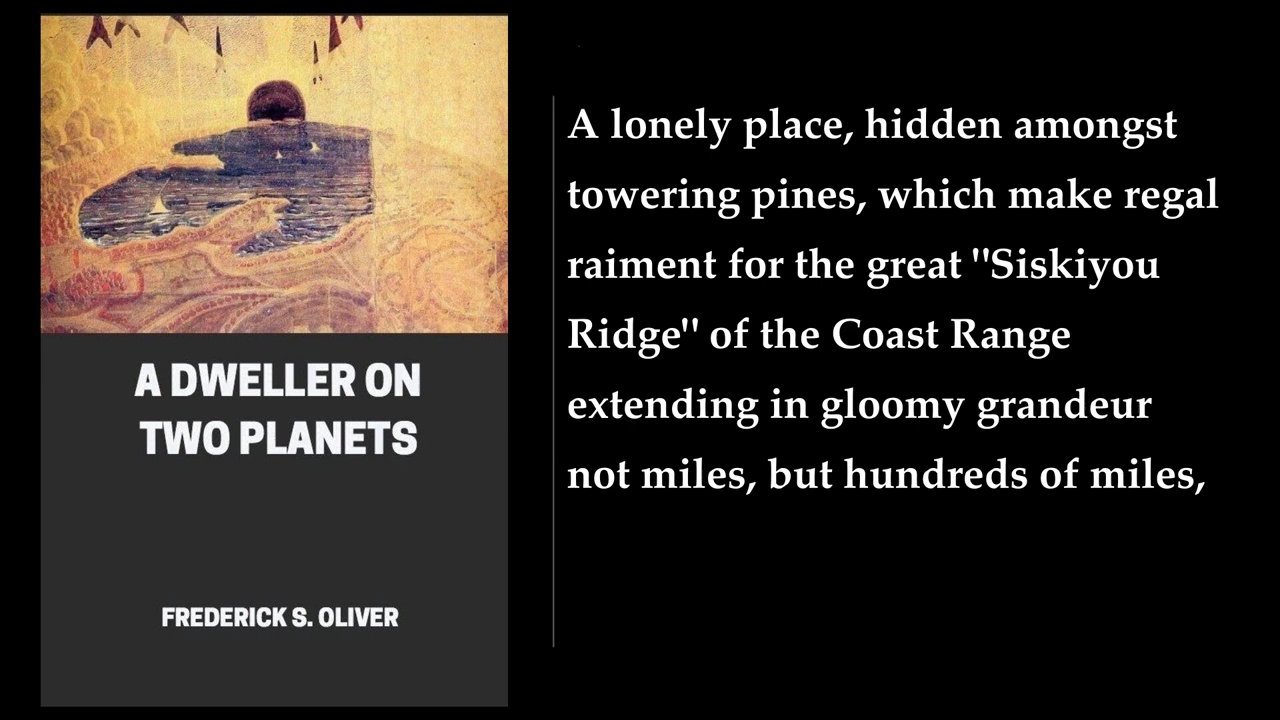 A DWELLER ON
TWO PLANETS
FREDERICK S. OLIVER
A lonely place, hidden amongst
towering pines, which make regal
raiment for the great "Siskiyou
Ridge" of the Coast Range
extending in gloomy grandeur
not miles, but hundreds of miles,